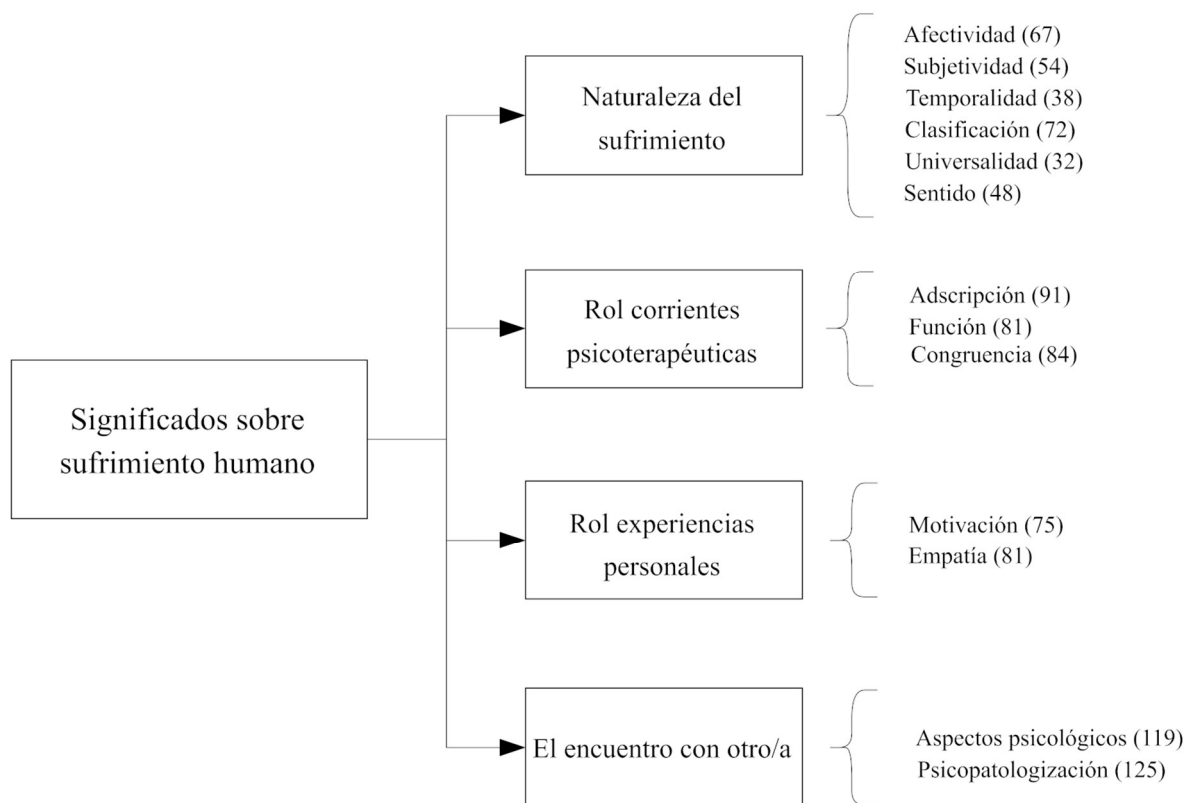 Significados sobre
sufrimiento humano
Naturaleza del
sufrimiento
Afectividad (67)
Subjetividad (54)
Temporalidad (38)
Clasificación (72)
Universalidad (32)
Sentido (48)
Rol corrientes
psicoterapéuticas
Adscripción (91)
Función (81)
Congruencia (84)
Rol experiencias
personales
Motivación (75)
Empatía (81)
El encuentro con otro/a
Aspectos psicológicos (119)
Psicopatologización (125)